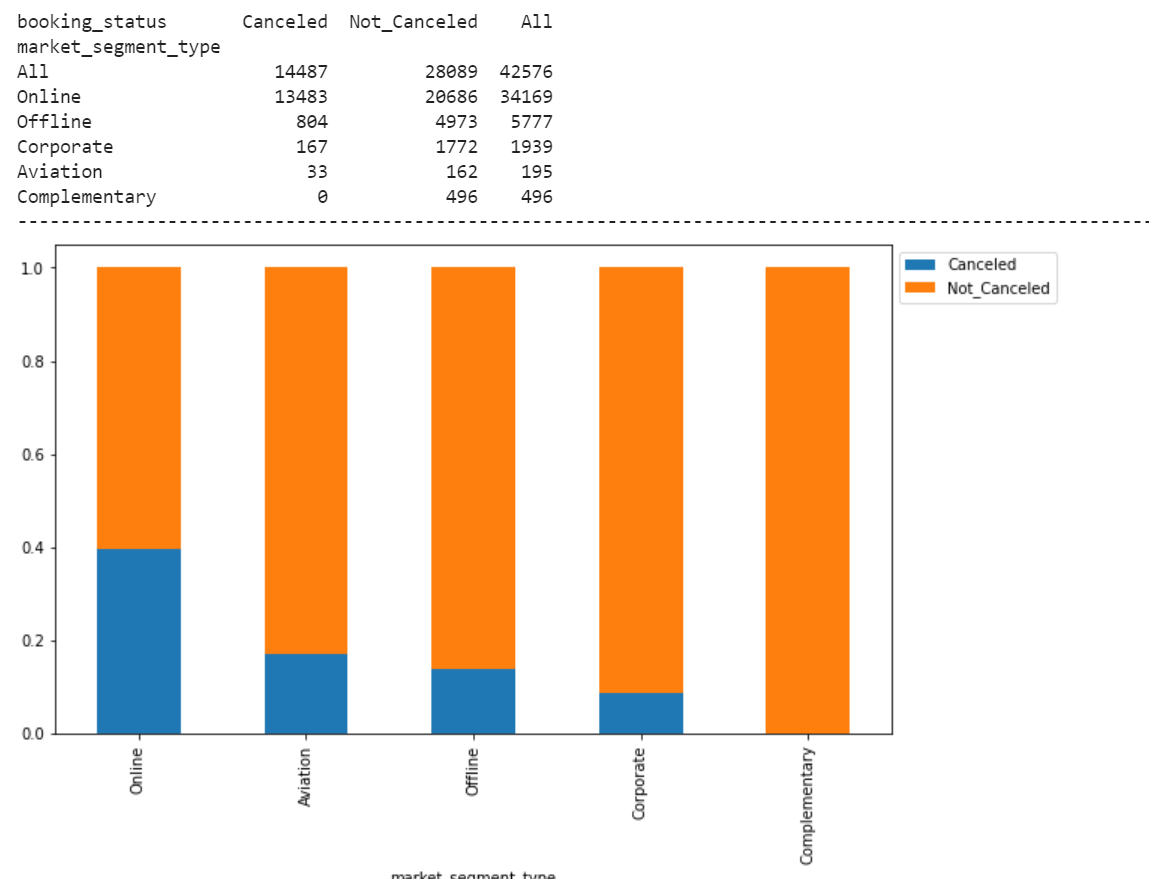 booking_status Canceled Not_Canceled All
market_segment_type
All 14487 28089 42576
Online 13483 20686 34169
Offline 804 4973 5777
Corporate 167 1772 1939
Aviation 33 162 195
Complementary 0 496 496
------------------------------------------------------------------------------------------------------------------------
Canceled
Not_Canceled
1.0
0.8
0.6
0.4
0.2
0.0
Online
Aviation
Offline
Corporate
Complementary
market_segment_type